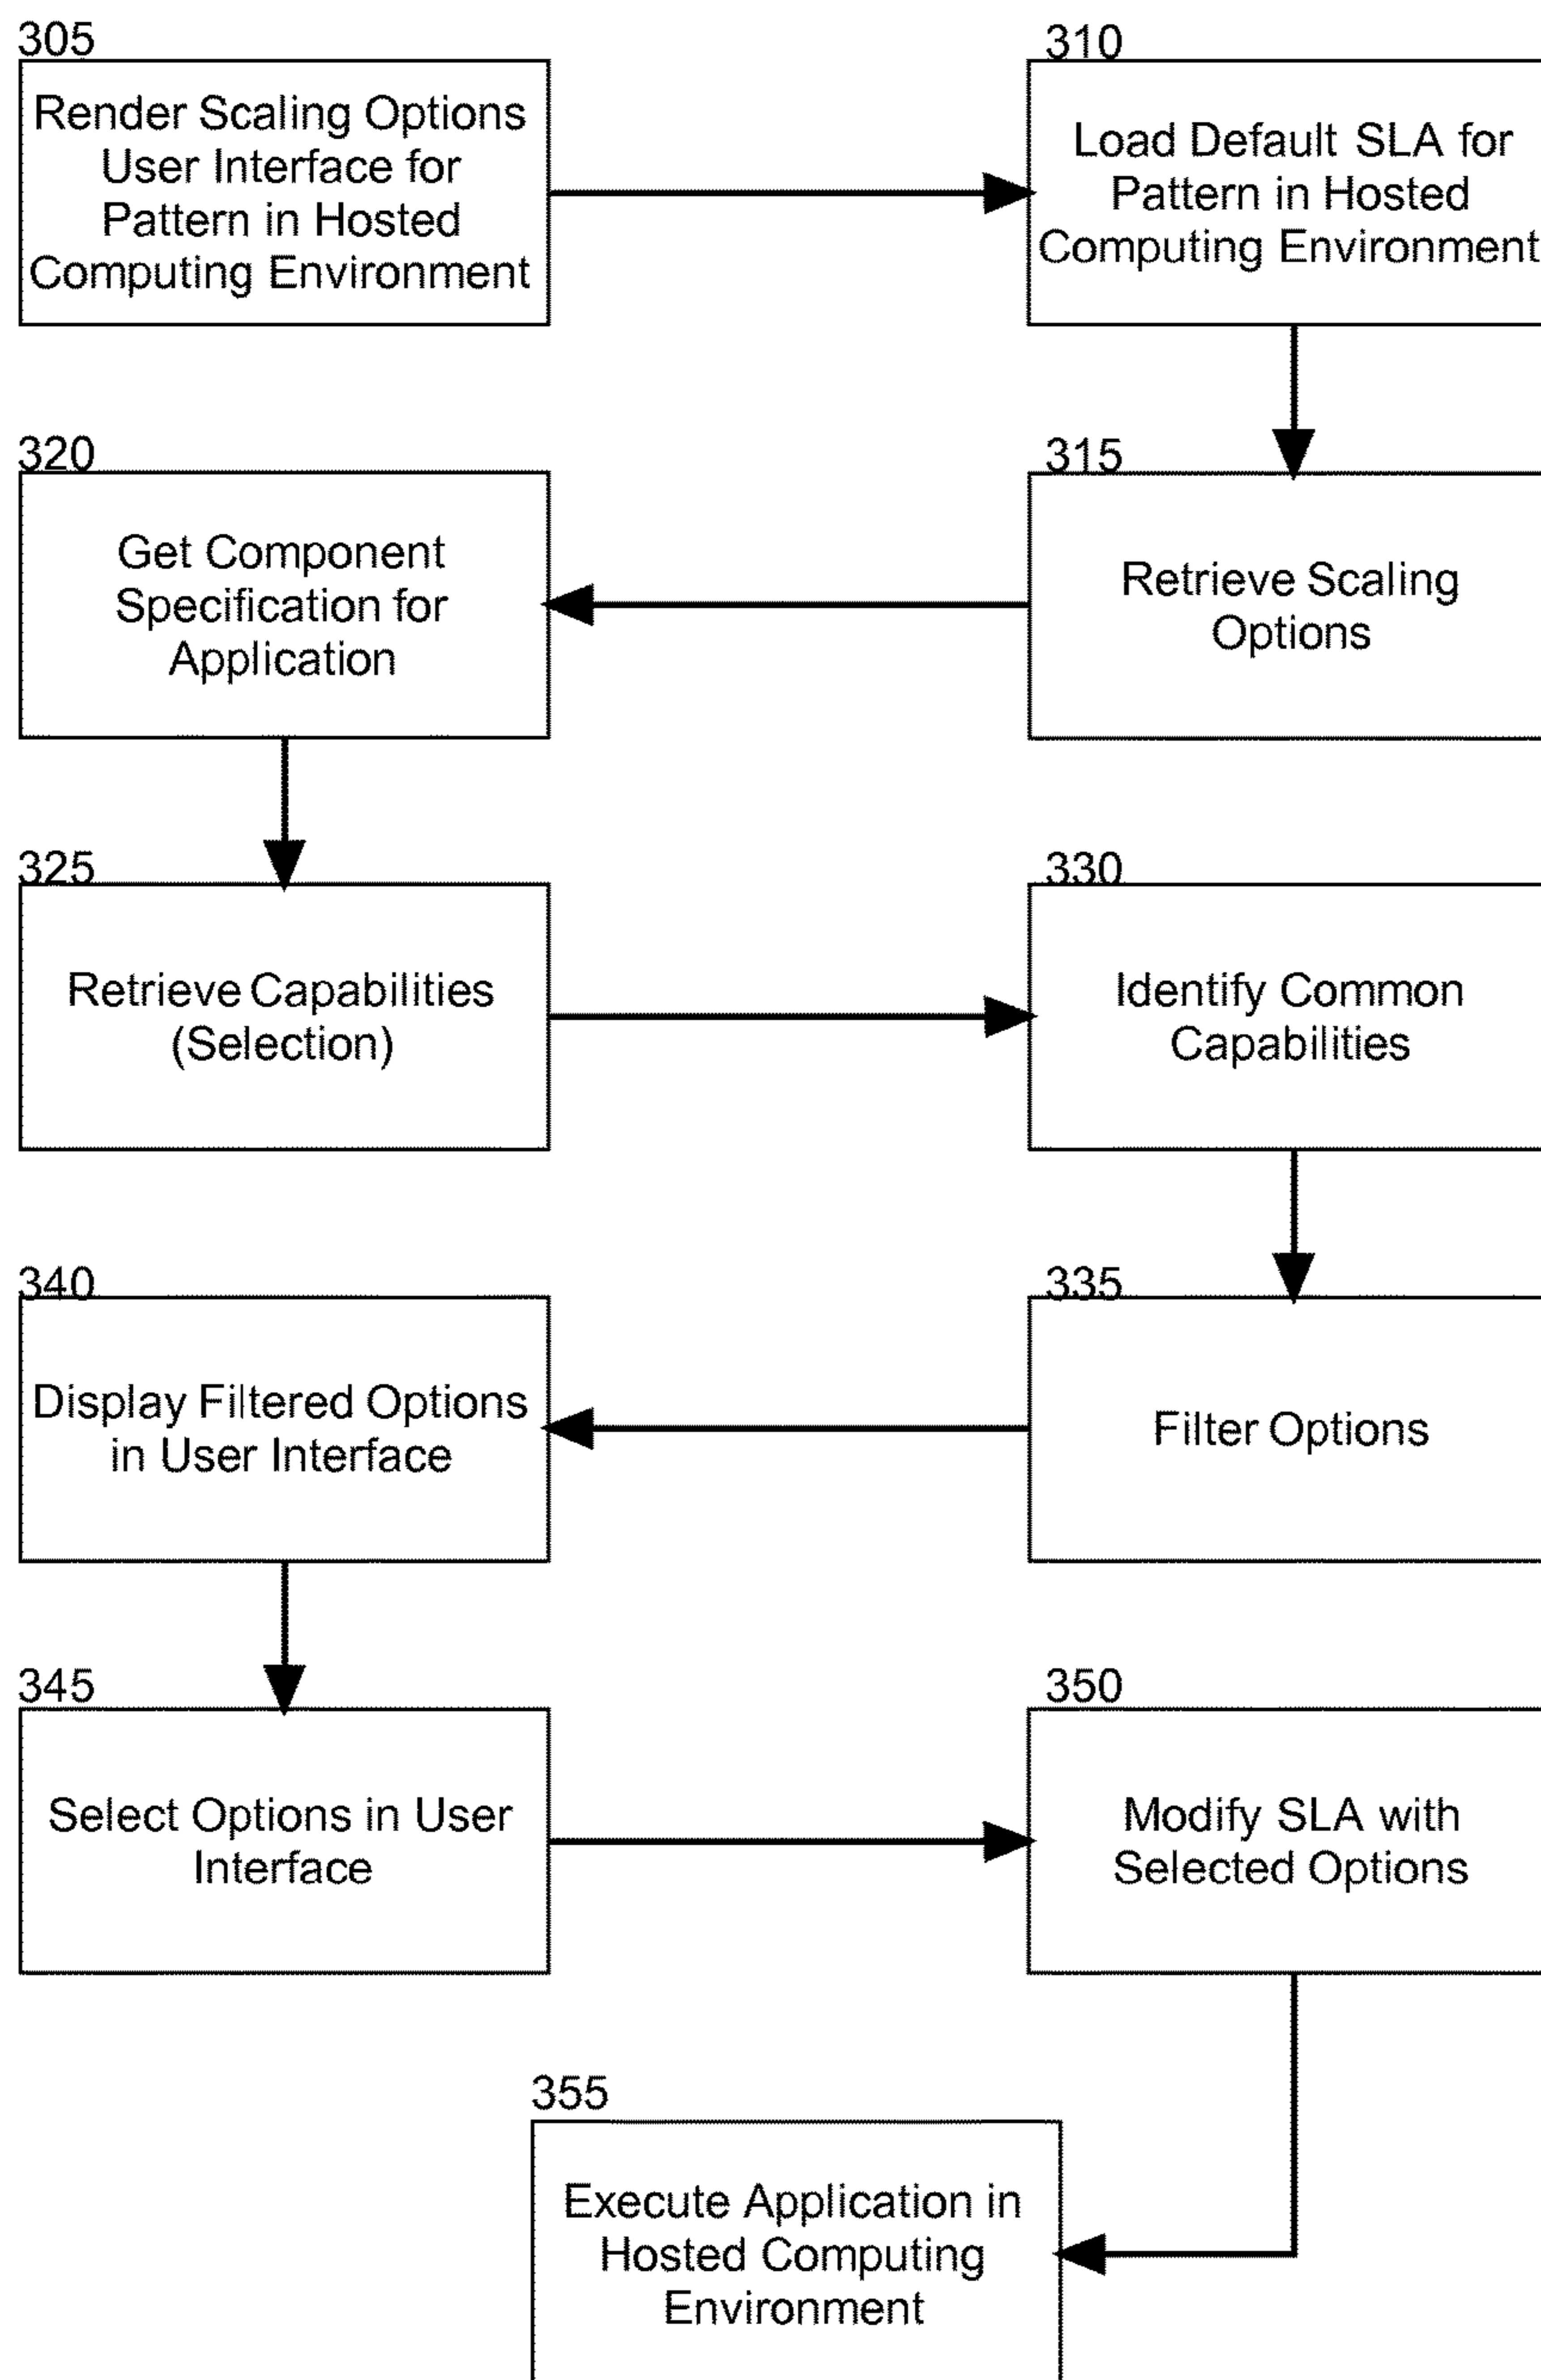 305
Render Scaling Options
User Interface for
Pattern in Hosted
Computing Environment
310
Load Default SLA for
Pattern in Hosted
Computing Environment
315
Retrieve Scaling
Options
320
Get Component
Specification for
Application
325
Retrieve Capabilities
(Selection)
330
Identify Common
Capabilities
335
Filter Options
340
Display Filtered Options
in User Interface
345
Select Options in User
Interface
350
Modify SLA with
Selected Options
355
Execute Application in
Hosted Computing
Environment